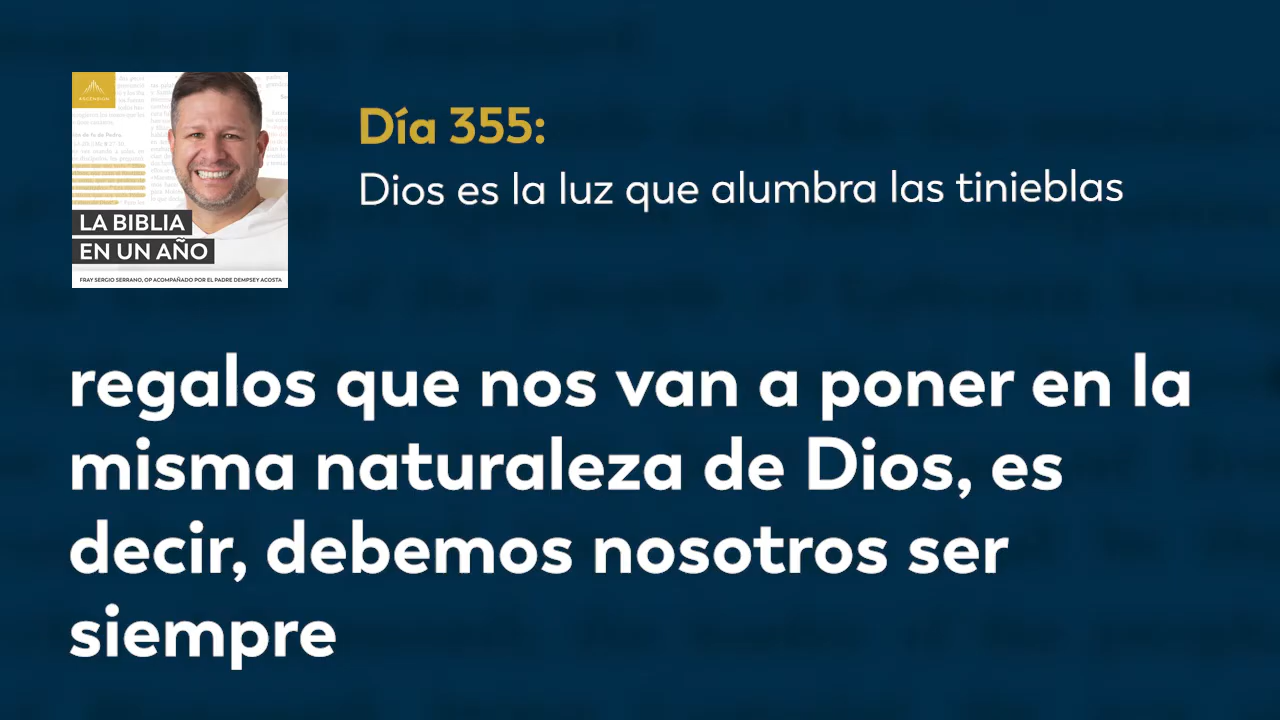 ASCENSION
LA BIBLIA
EN UN AÑO
FRAY SERGIO SERRANO, OP ACOMPAÑADO POR EL PADRE DEMPSEY ACOSTA
Día 355:
Dios es la luz que alumbra las tinieblas
regalos que nos van a poner en la
misma naturaleza de Dios, es
decir, debemos nosotros ser
siempre